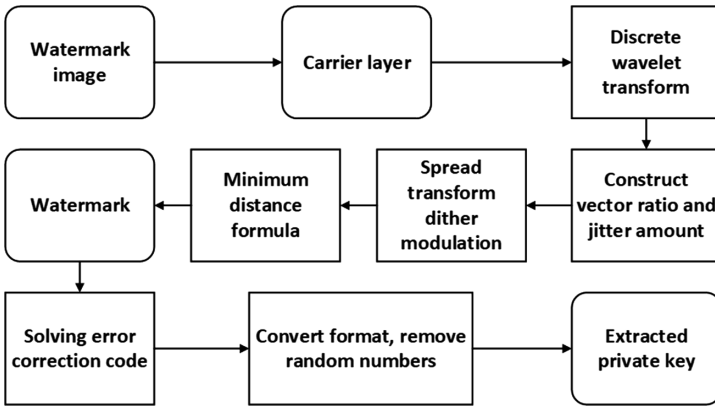 Watermark
image
Carrier layer
Discrete
wavelet
transform
Construct
vector ratio and
jitter amount
Spread
transform
dither
modulation
Minimum
distance
formula
Watermark
Solving error
correction code
Convert format, remove
random numbers
Extracted
private key